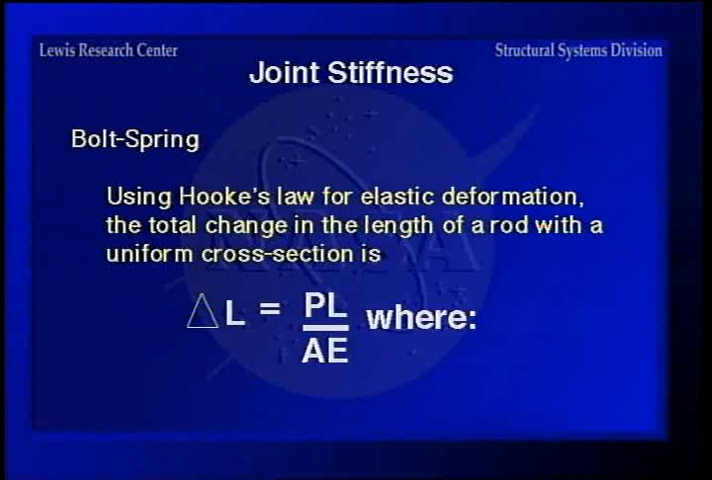 Lewis Research Center
Structural Systems Division
Joint Stiffness
Bolt-Spring
Using Hooke's law for elastic deformation,
the total change in the length of a rod with a
uniform cross-section is
△L = PL/AE where:
NASA